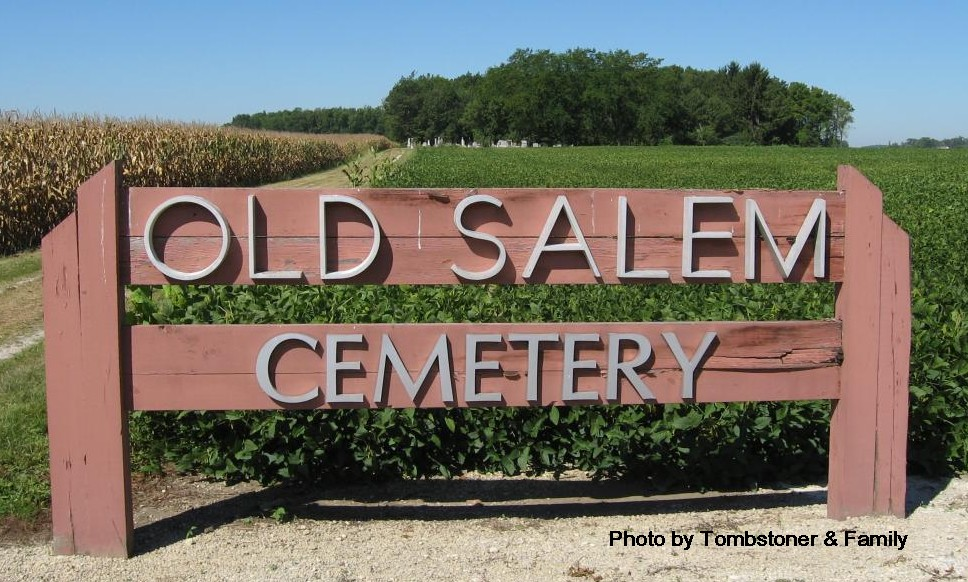 OLD SALEM
CEMETERY
Photo by Tombstoner & Family